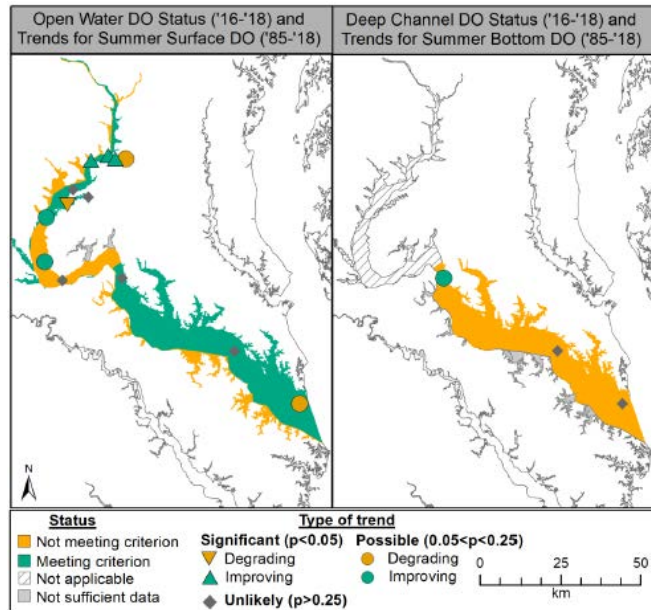 Open Water DO Status ('16-'18) and
Trends for Summer Surface DO ('85-'18)
Deep Channel DO Status ('16-'18) and
Trends for Summer Bottom DO ('85-'18)
N
Status
Not meeting criterion
Meeting criterion
Not applicable
Not sufficient data
Type of trend
Significant (p<0.05)
Degrading
Improving
Unlikely (p>0.25)
Possible (0.05<p<0.25)
Degrading
Improving
0 25 50
km